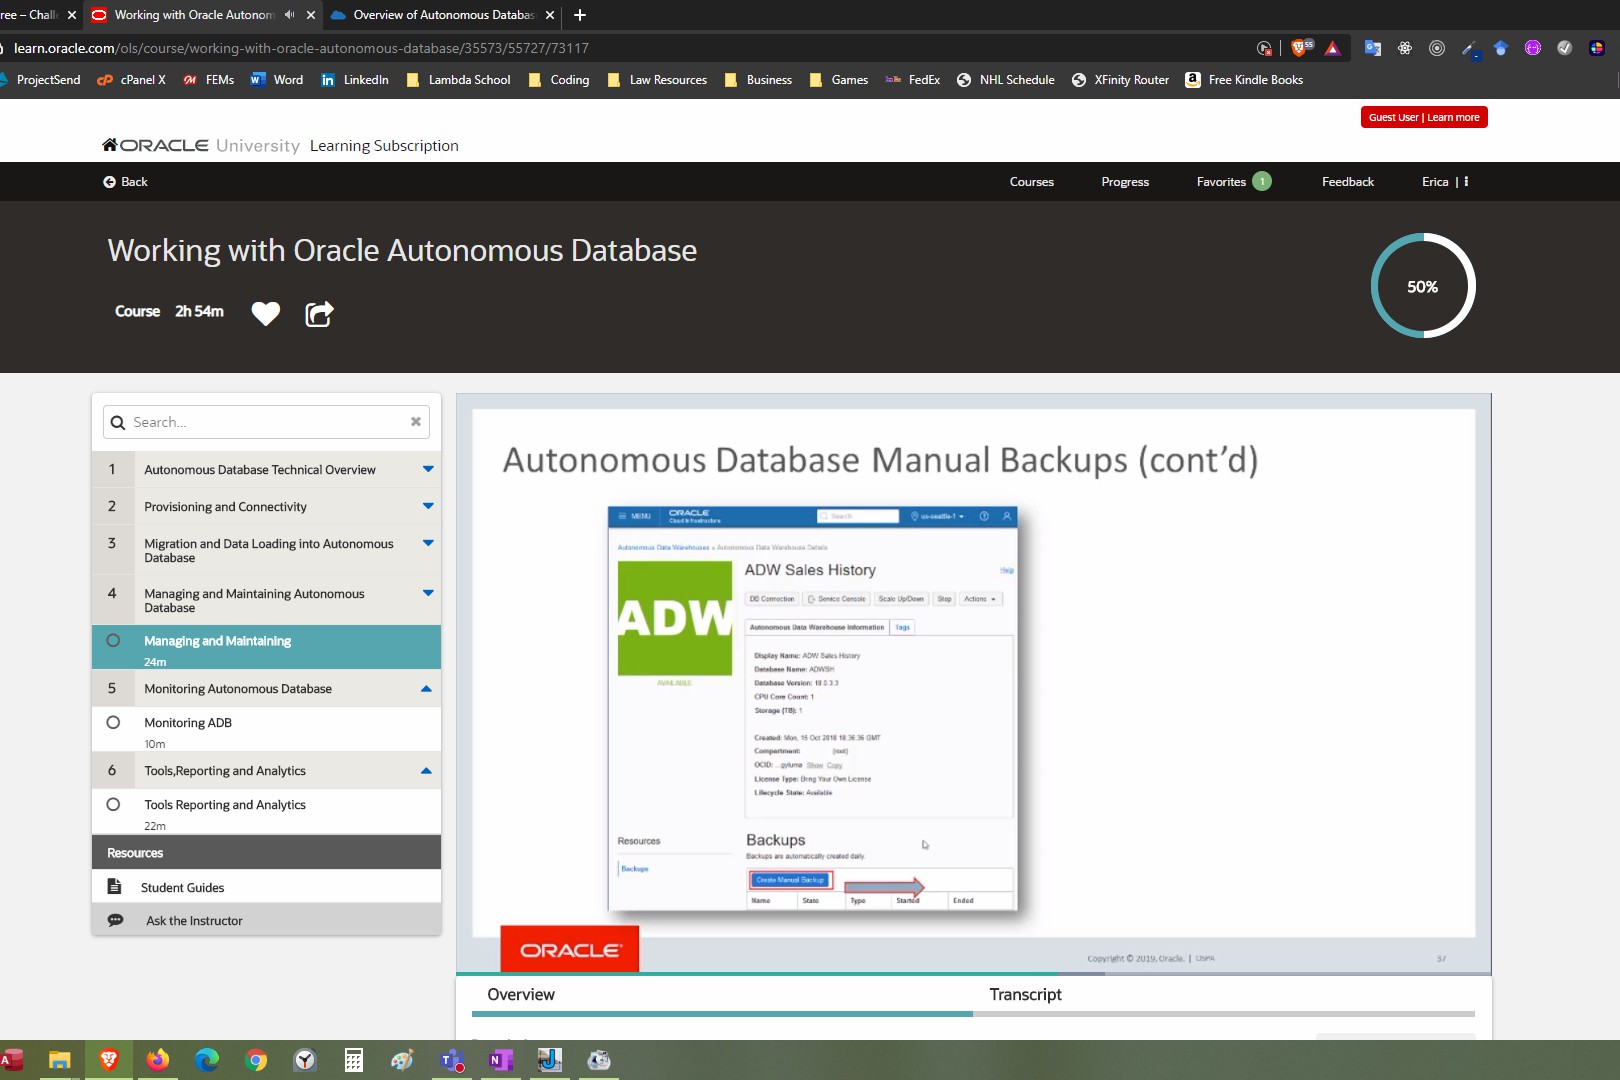 ree – Chall
Working with Oracle Autonom
Overview of Autonomous Databas
learn.oracle.com/ols/course/working-with-oracle-autonomous-database/35573/55727/73117
55
ProjectSend
cPanel X
FEMs
Word
LinkedIn
Lambda School
Coding
Law Resources
Business
Games
FedEx
NHL Schedule
XFinity Router
Free Kindle Books
Guest User | Learn more
ORACLE University Learning Subscription
Back
Courses
Progress
Favorites 1
Feedback
Erica |
Working with Oracle Autonomous Database
Course 2h 54m
50%
Search...
1 Autonomous Database Technical Overview
2 Provisioning and Connectivity
3 Migration and Data Loading into Autonomous
Database
4 Managing and Maintaining Autonomous
Database
Managing and Maintaining
24m
5 Monitoring Autonomous Database
Monitoring ADB
10m
6 Tools,Reporting and Analytics
Tools Reporting and Analytics
22m
Resources
Student Guides
Ask the Instructor
Autonomous Database Manual Backups (cont’d)
MENU
ORACLE
Cloud Infrastructure
Search
us-seattle-1
Autonomous Data Warehouses » Autonomous Data Warehouse Details
ADW
AVAILABLE
ADW Sales History
Help
DB Connection
Service Console
Scale Up/Down
Stop
Actions
Autonomous Data Warehouse Information
Tags
Display Name: ADW Sales History
Database Name: ADWSH
Database Version: 18.0.3.3
CPU Core Count: 1
Storage (TB): 1
Created: Mon, 15 Oct 2018 18:36:36 GMT
Compartment: (root)
OCID: ...gyluma Show Copy
License Type: Bring Your Own License
Lifecycle State: Available
Resources
Backups
Backups
Backups are automatically created daily.
Create Manual Backup
Name
State
Type
Started
Ended
ORACLE
Copyright © 2019, Oracle. |
37
Overview
Transcript